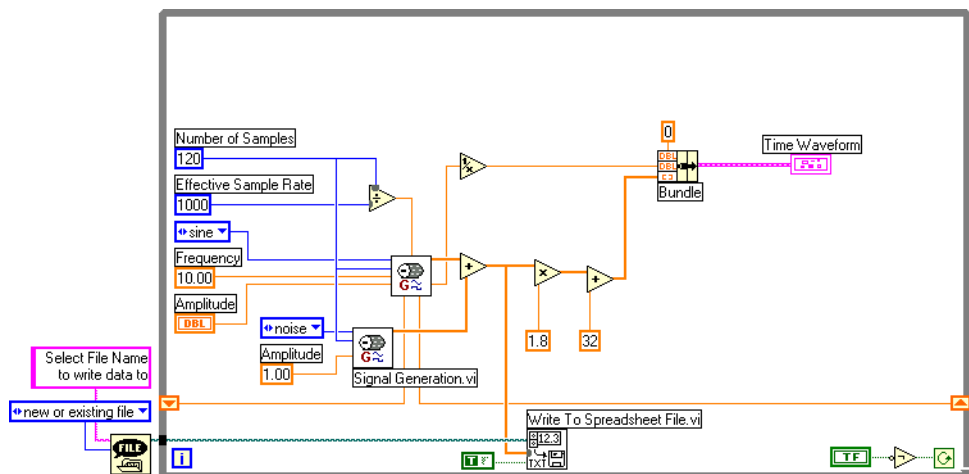 Number of Samples
120
Effective Sample Rate
1000
sine
Frequency
10.00
Amplitude
DBL
noise
Amplitude
1.00
G
G
Signal Generation.vi
÷
1/x
+
x
+
1.8
32
0
DBL
DBL
Bundle
Time Waveform
Select File Name
to write data to
new or existing file
FILE
i
Write To Spreadsheet File.vi
12.3
TXT
T F
TF